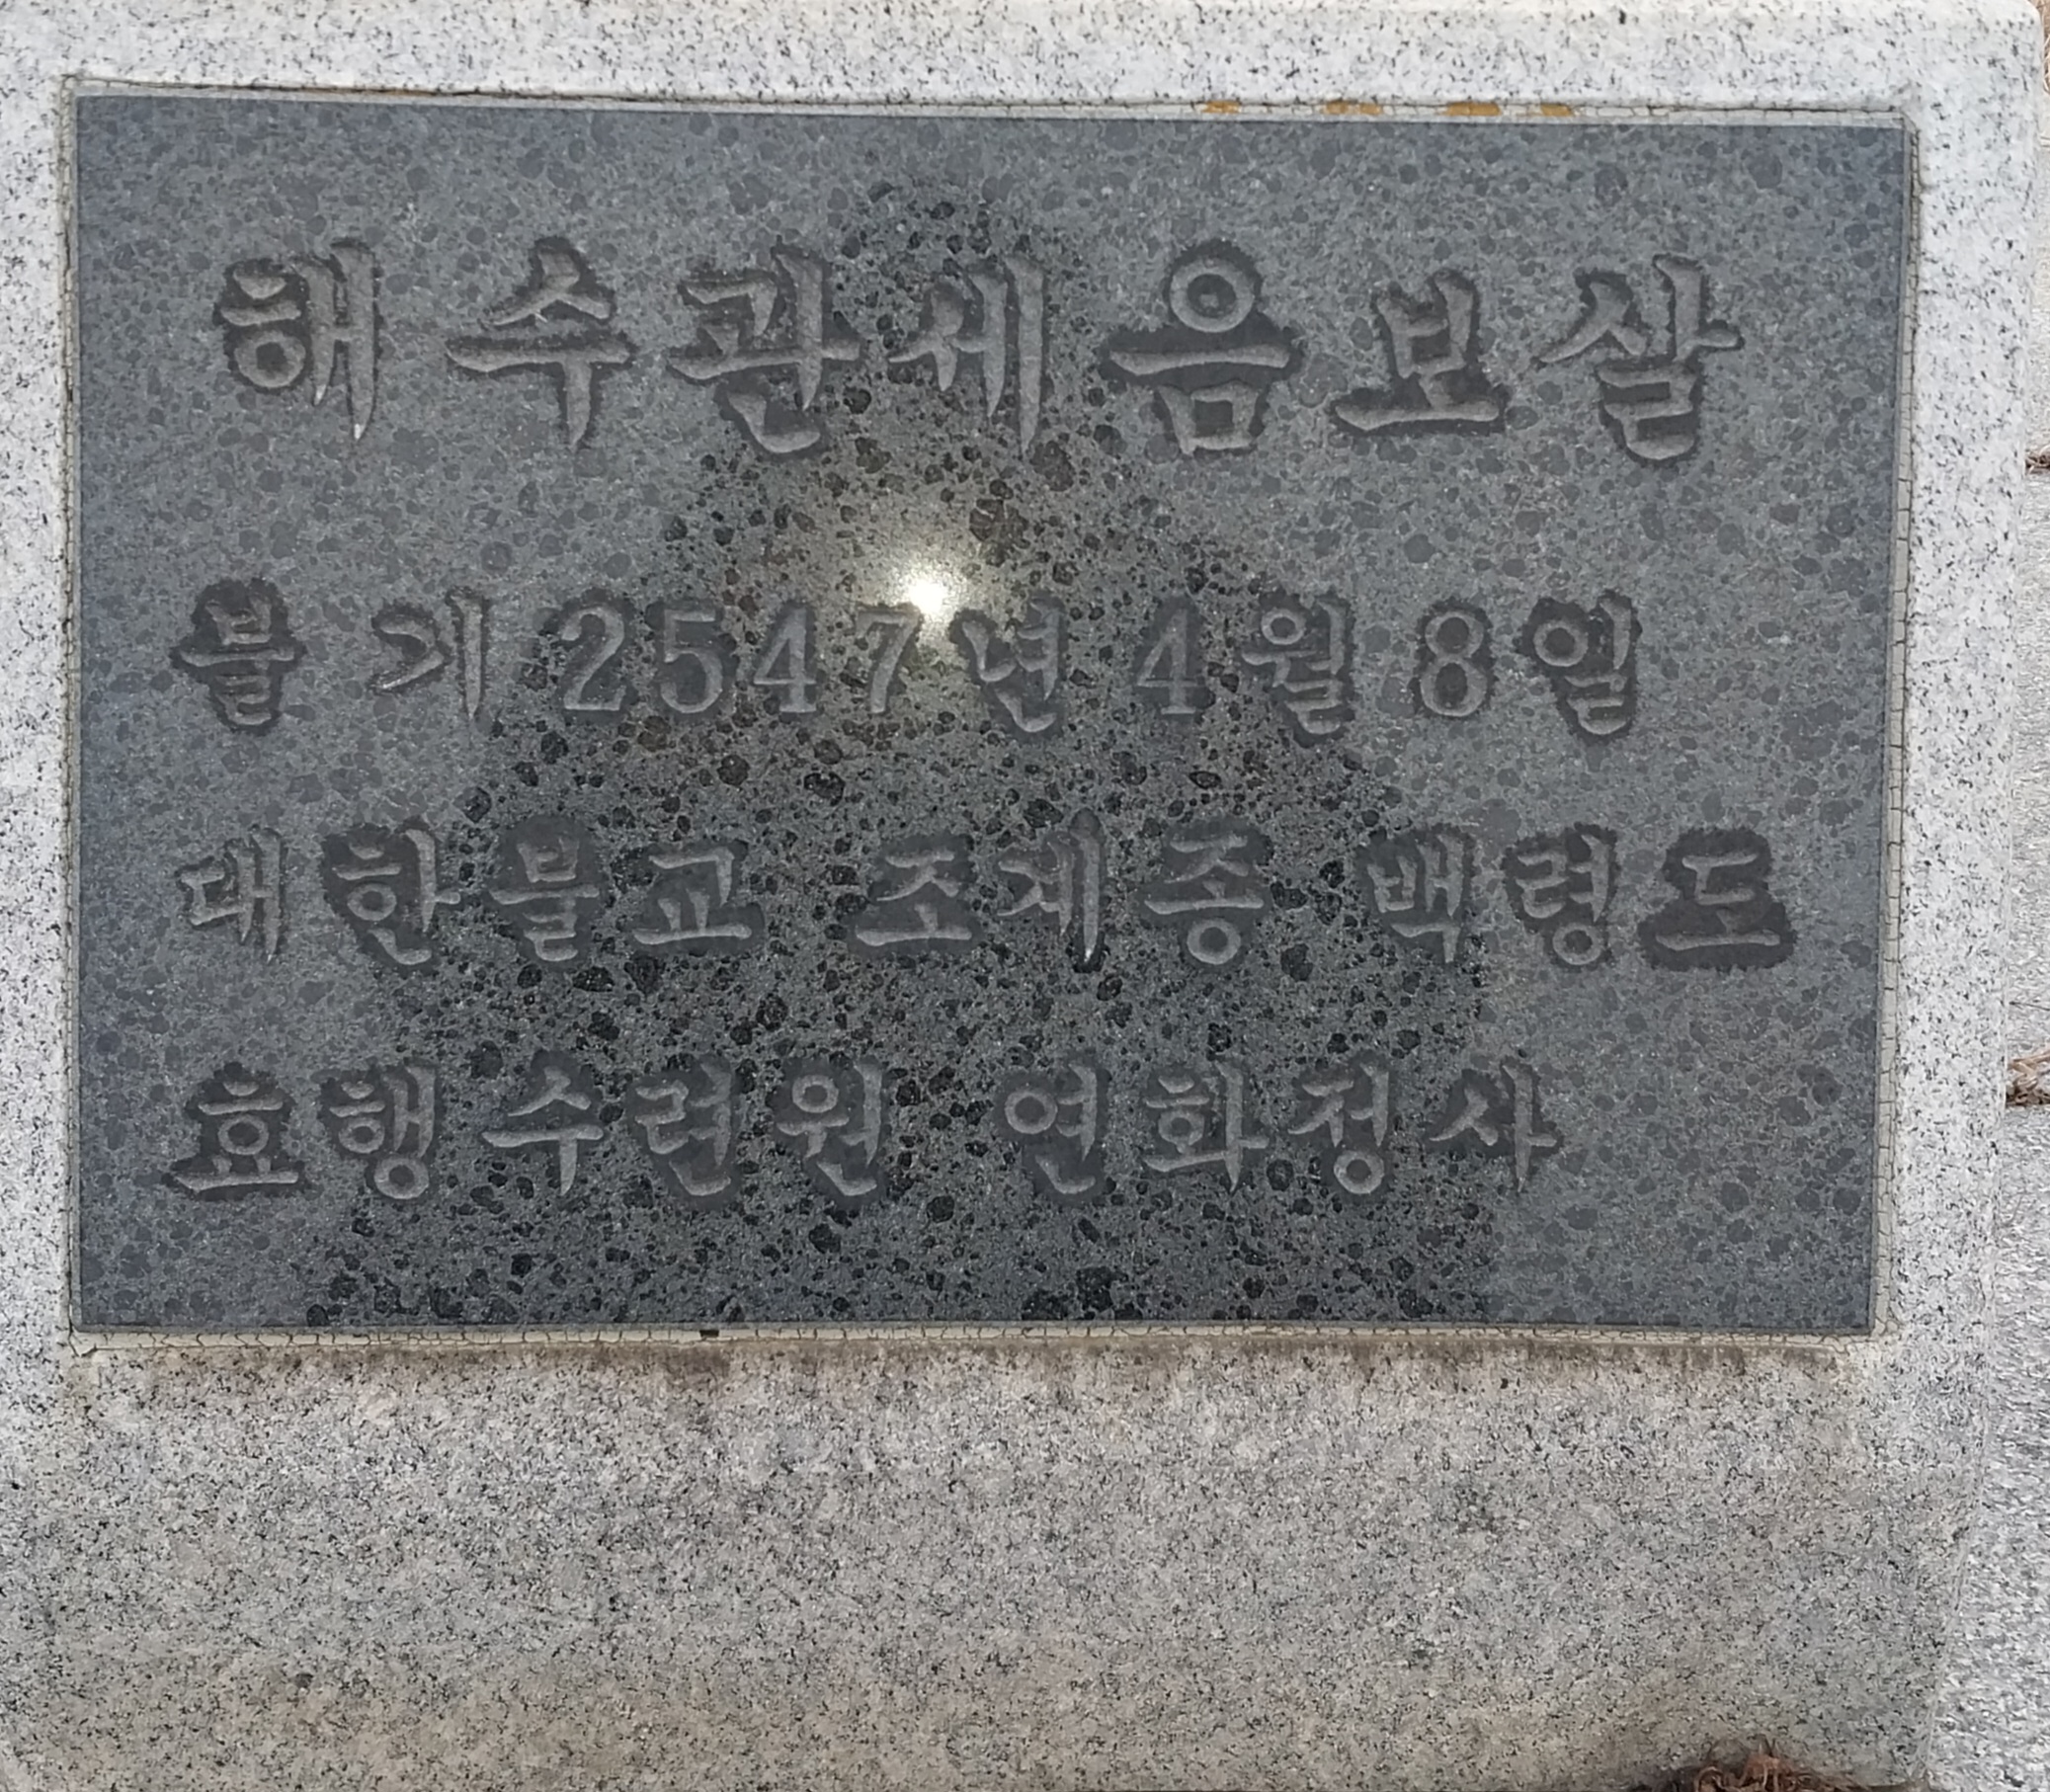 해수관세음보살
불기 2547년 4월 8일
대한불교 조계종 백령도
효행수련원 연화정사